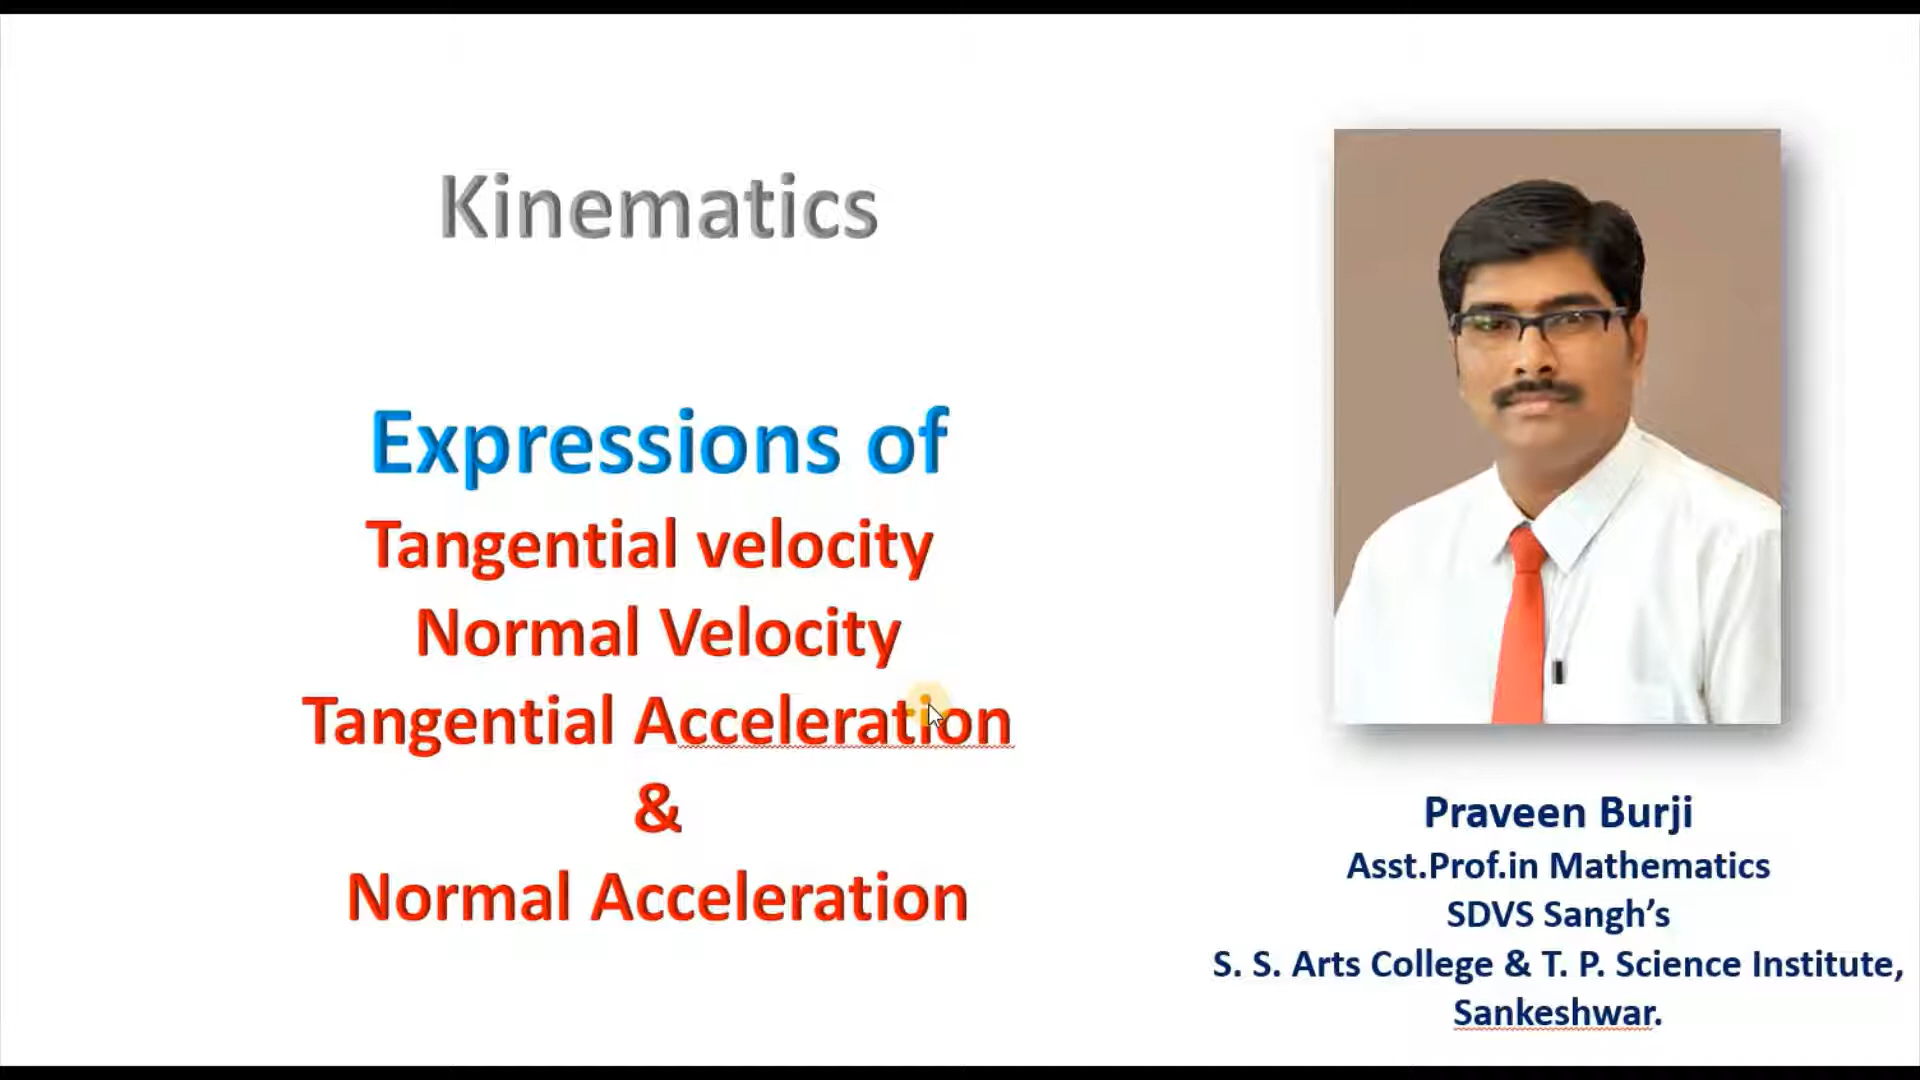 Kinematics
Expressions of
Tangential velocity
Normal Velocity
Tangential Acceleration
&
Normal Acceleration
Praveen Burji
Asst.Prof.in Mathematics
SDVS Sangh’s
S. S. Arts College & T. P. Science Institute,
Sankeshwar.